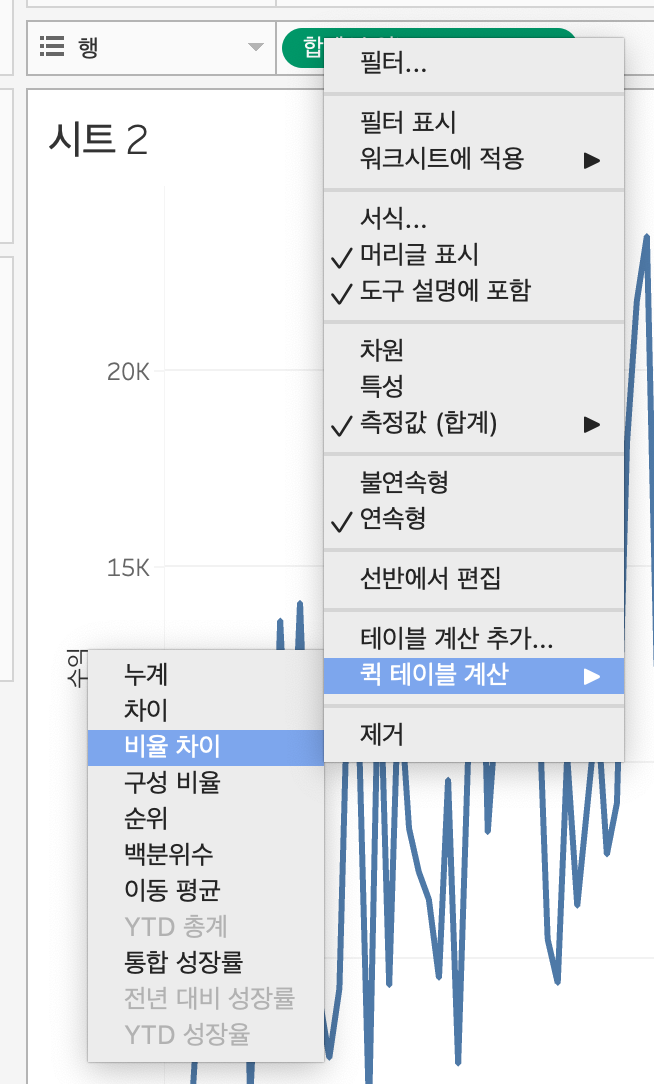 행
합계
시트 2
20K
15K
수익
필터...
필터 표시
워크시트에 적용
서식...
머리글 표시
도구 설명에 포함
차원
특성
측정값 (합계)
불연속형
연속형
선반에서 편집
테이블 계산 추가...
퀵 테이블 계산
제거
누계
차이
비율 차이
구성 비율
순위
백분위수
이동 평균
YTD 총계
통합 성장률
전년 대비 성장률
YTD 성장율